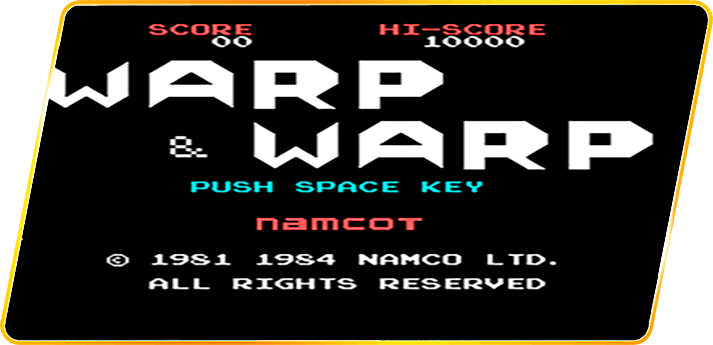 SCORE HI-SCORE
00 10000
WARP
& WARP
PUSH SPACE KEY
namcot
© 1981 1984 NAMCO LTD.
ALL RIGHTS RESERVED